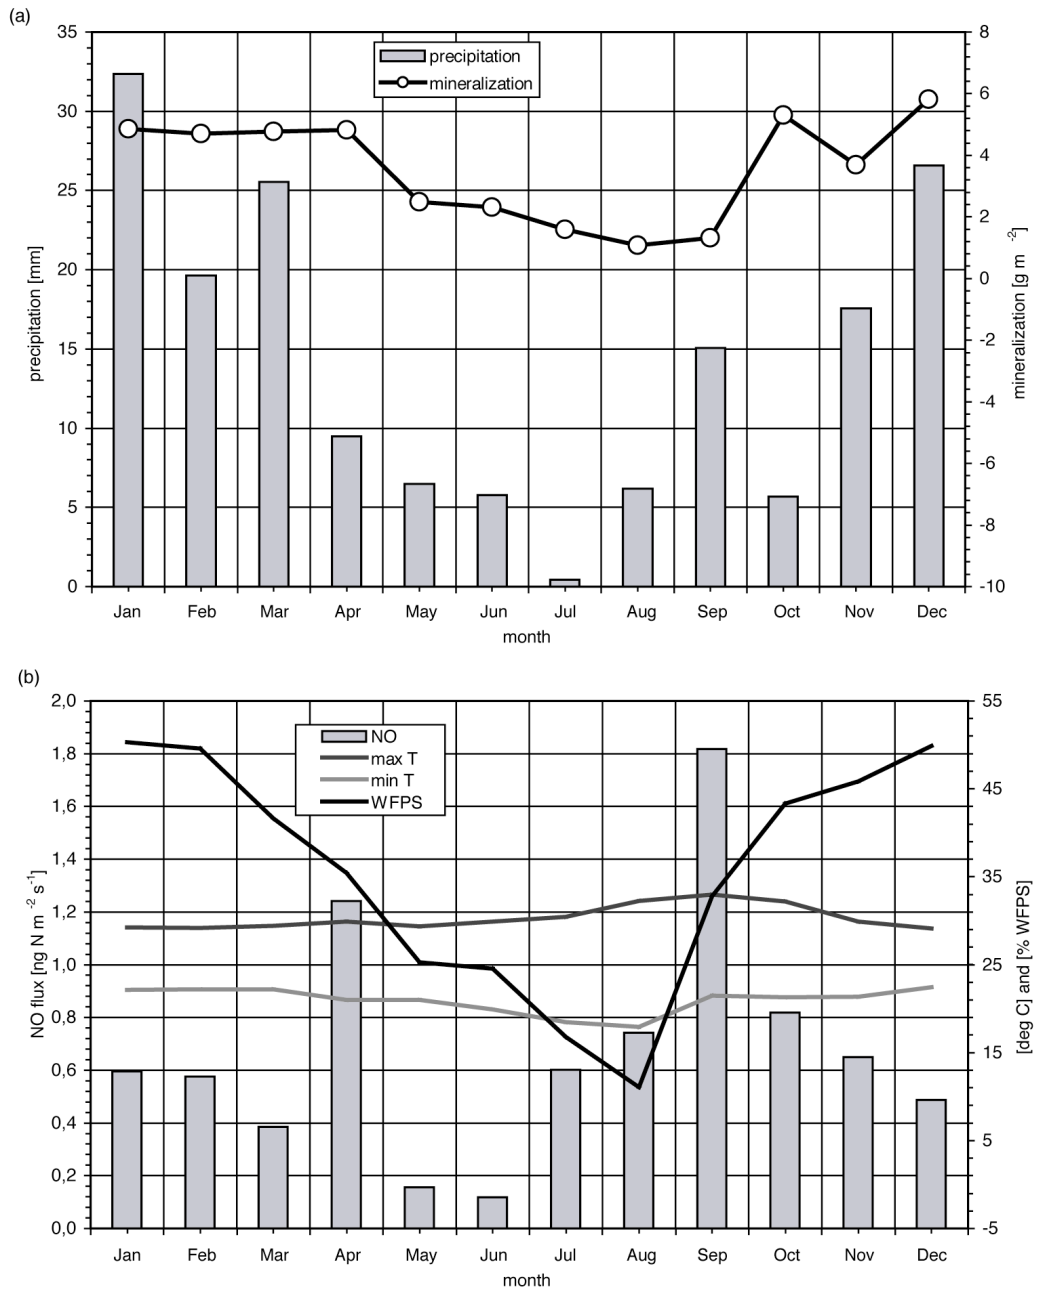 (a)
precipitation
mineralization
35
30
25
20
15
10
5
0
precipitation [mm]
8
6
4
2
0
-2
-4
-6
-8
-10
mineralization [g m -2]
Jan Feb Mar Apr May Jun Jul Aug Sep Oct Nov Dec
month
(b)
NO
max T
min T
WFPS
2,0
1,8
1,6
1,4
1,2
1,0
0,8
0,6
0,4
0,2
0,0
NO flux [ng N m -2 s-1]
55
45
35
25
15
5
-5
[deg C] and [% WFPS]
Jan Feb Mar Apr May Jun Jul Aug Sep Oct Nov Dec
month